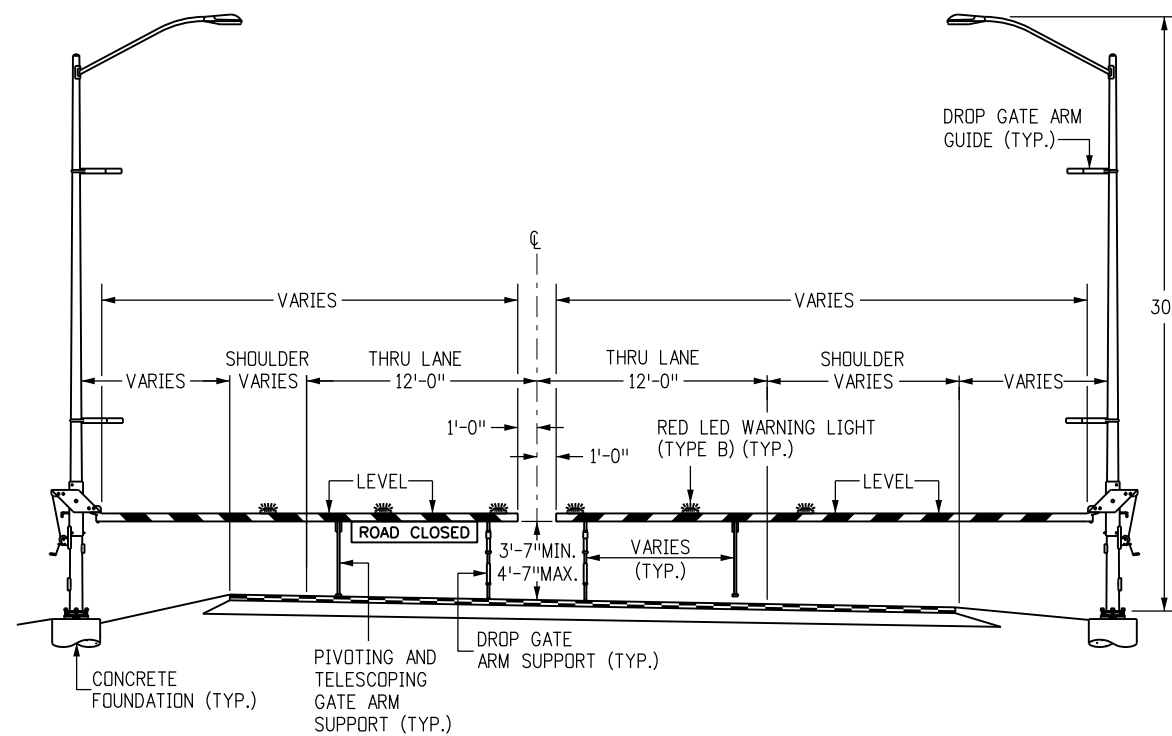 DROP GATE ARM
GUIDE (TYP.)
℄
VARIES
VARIES
30
SHOULDER
THRU LANE
THRU LANE
SHOULDER
VARIES
VARIES
12'-0"
12'-0"
VARIES
VARIES
1'-0"
RED LED WARNING LIGHT
(TYPE B) (TYP.)
1'-0"
LEVEL
LEVEL
ROAD CLOSED
3'-7"MIN.
4'-7"MAX.
VARIES
(TYP.)
DROP GATE
ARM SUPPORT (TYP.)
PIVOTING AND
TELESCOPING
GATE ARM
SUPPORT (TYP.)
CONCRETE
FOUNDATION (TYP.)